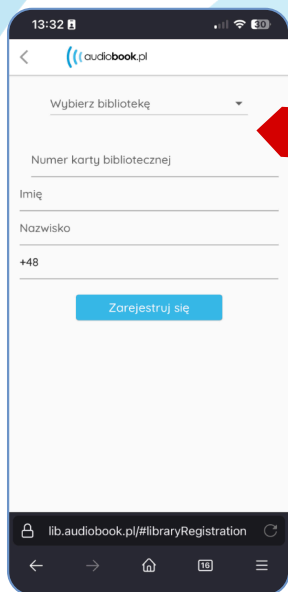 13:32
30
audiobook.pl
Wybierz bibliotekę
Numer karty bibliotecznej
Imię
Nazwisko
+48
Zarejestruj się
lib.audiobook.pl/#libraryRegistration
16